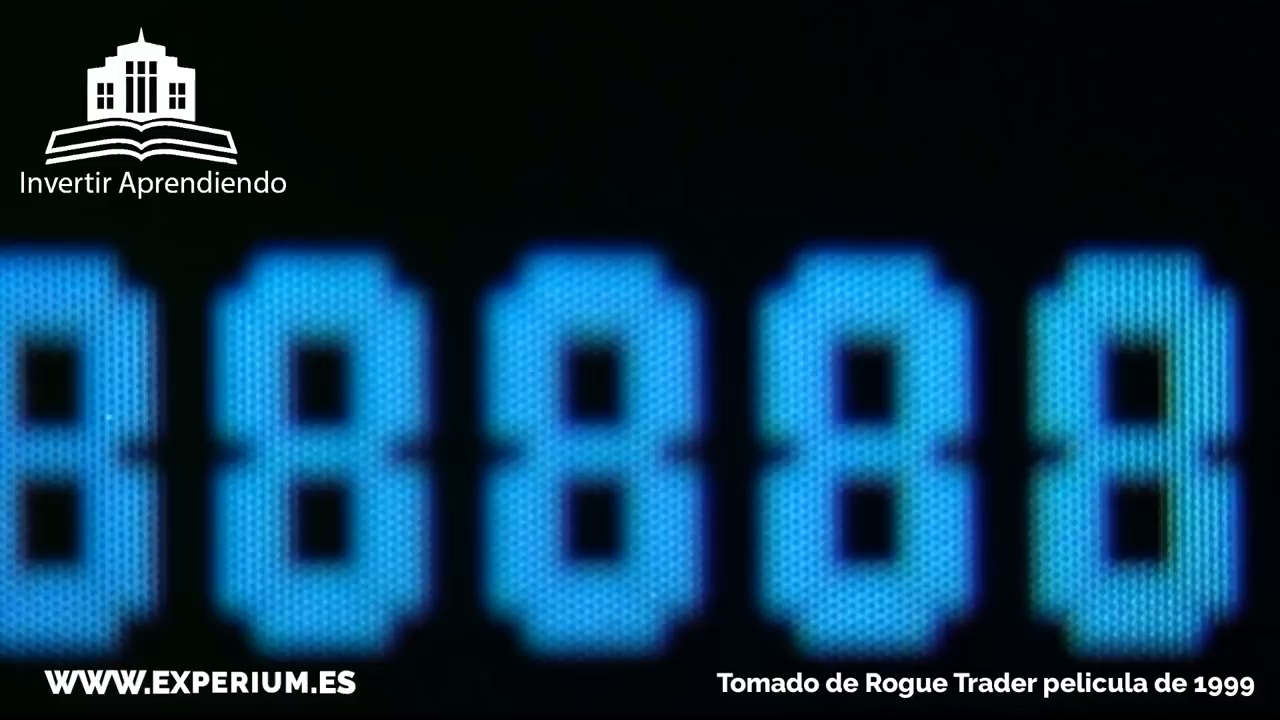 Invertir Aprendiendo
88888
WWW.EXPERIUM.ES
Tomado de Rogue Trader pelicula de 1999